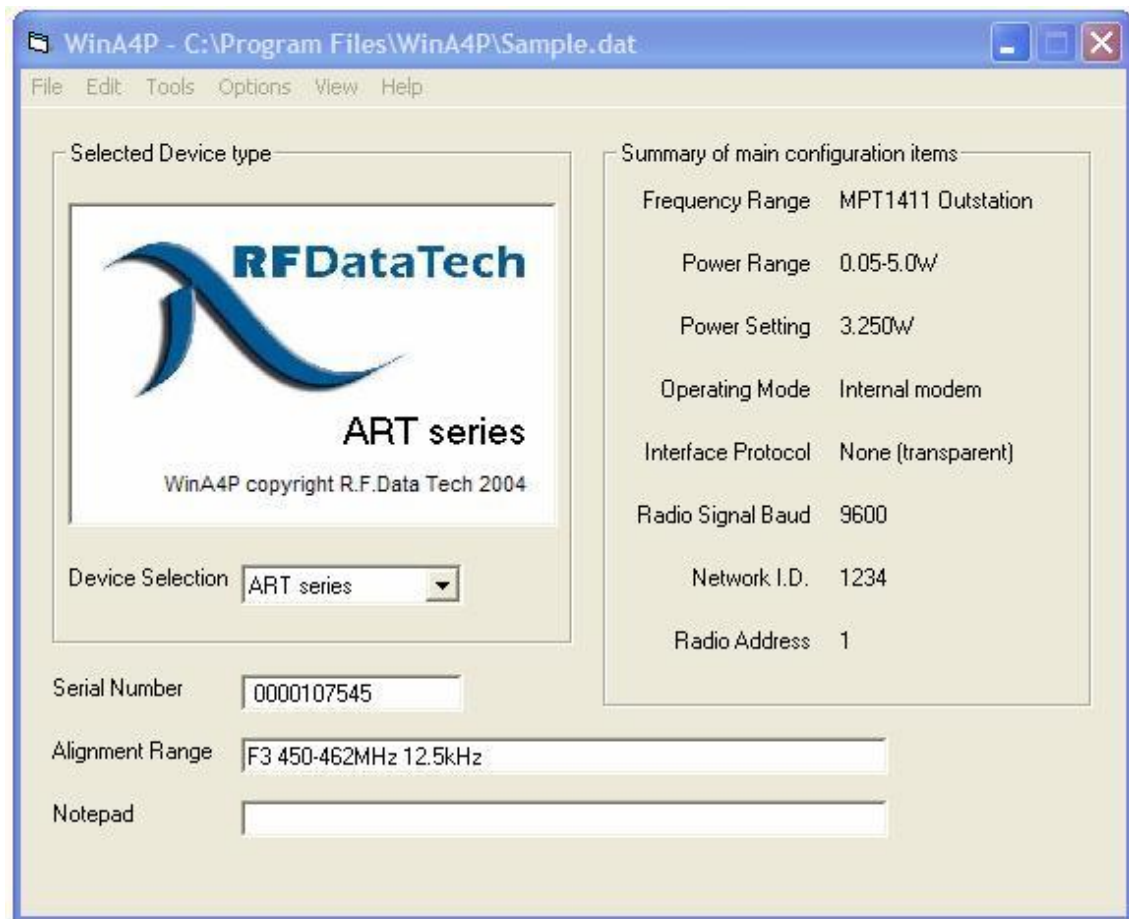 WinA4P - C:\Program Files\WinA4P\Sample.dat
File Edit Tools Options View Help
Selected Device type
RFDataTech
ART series
WinA4P copyright R.F.Data Tech 2004
Device Selection ART series
Summary of main configuration items
Frequency Range MPT1411 Outstation
Power Range 0.05-5.0W
Power Setting 3.250W
Operating Mode Internal modem
Interface Protocol None (transparent)
Radio Signal Baud 9600
Network I.D. 1234
Radio Address 1
Serial Number 0000107545
Alignment Range F3 450-462MHz 12.5kHz
Notepad